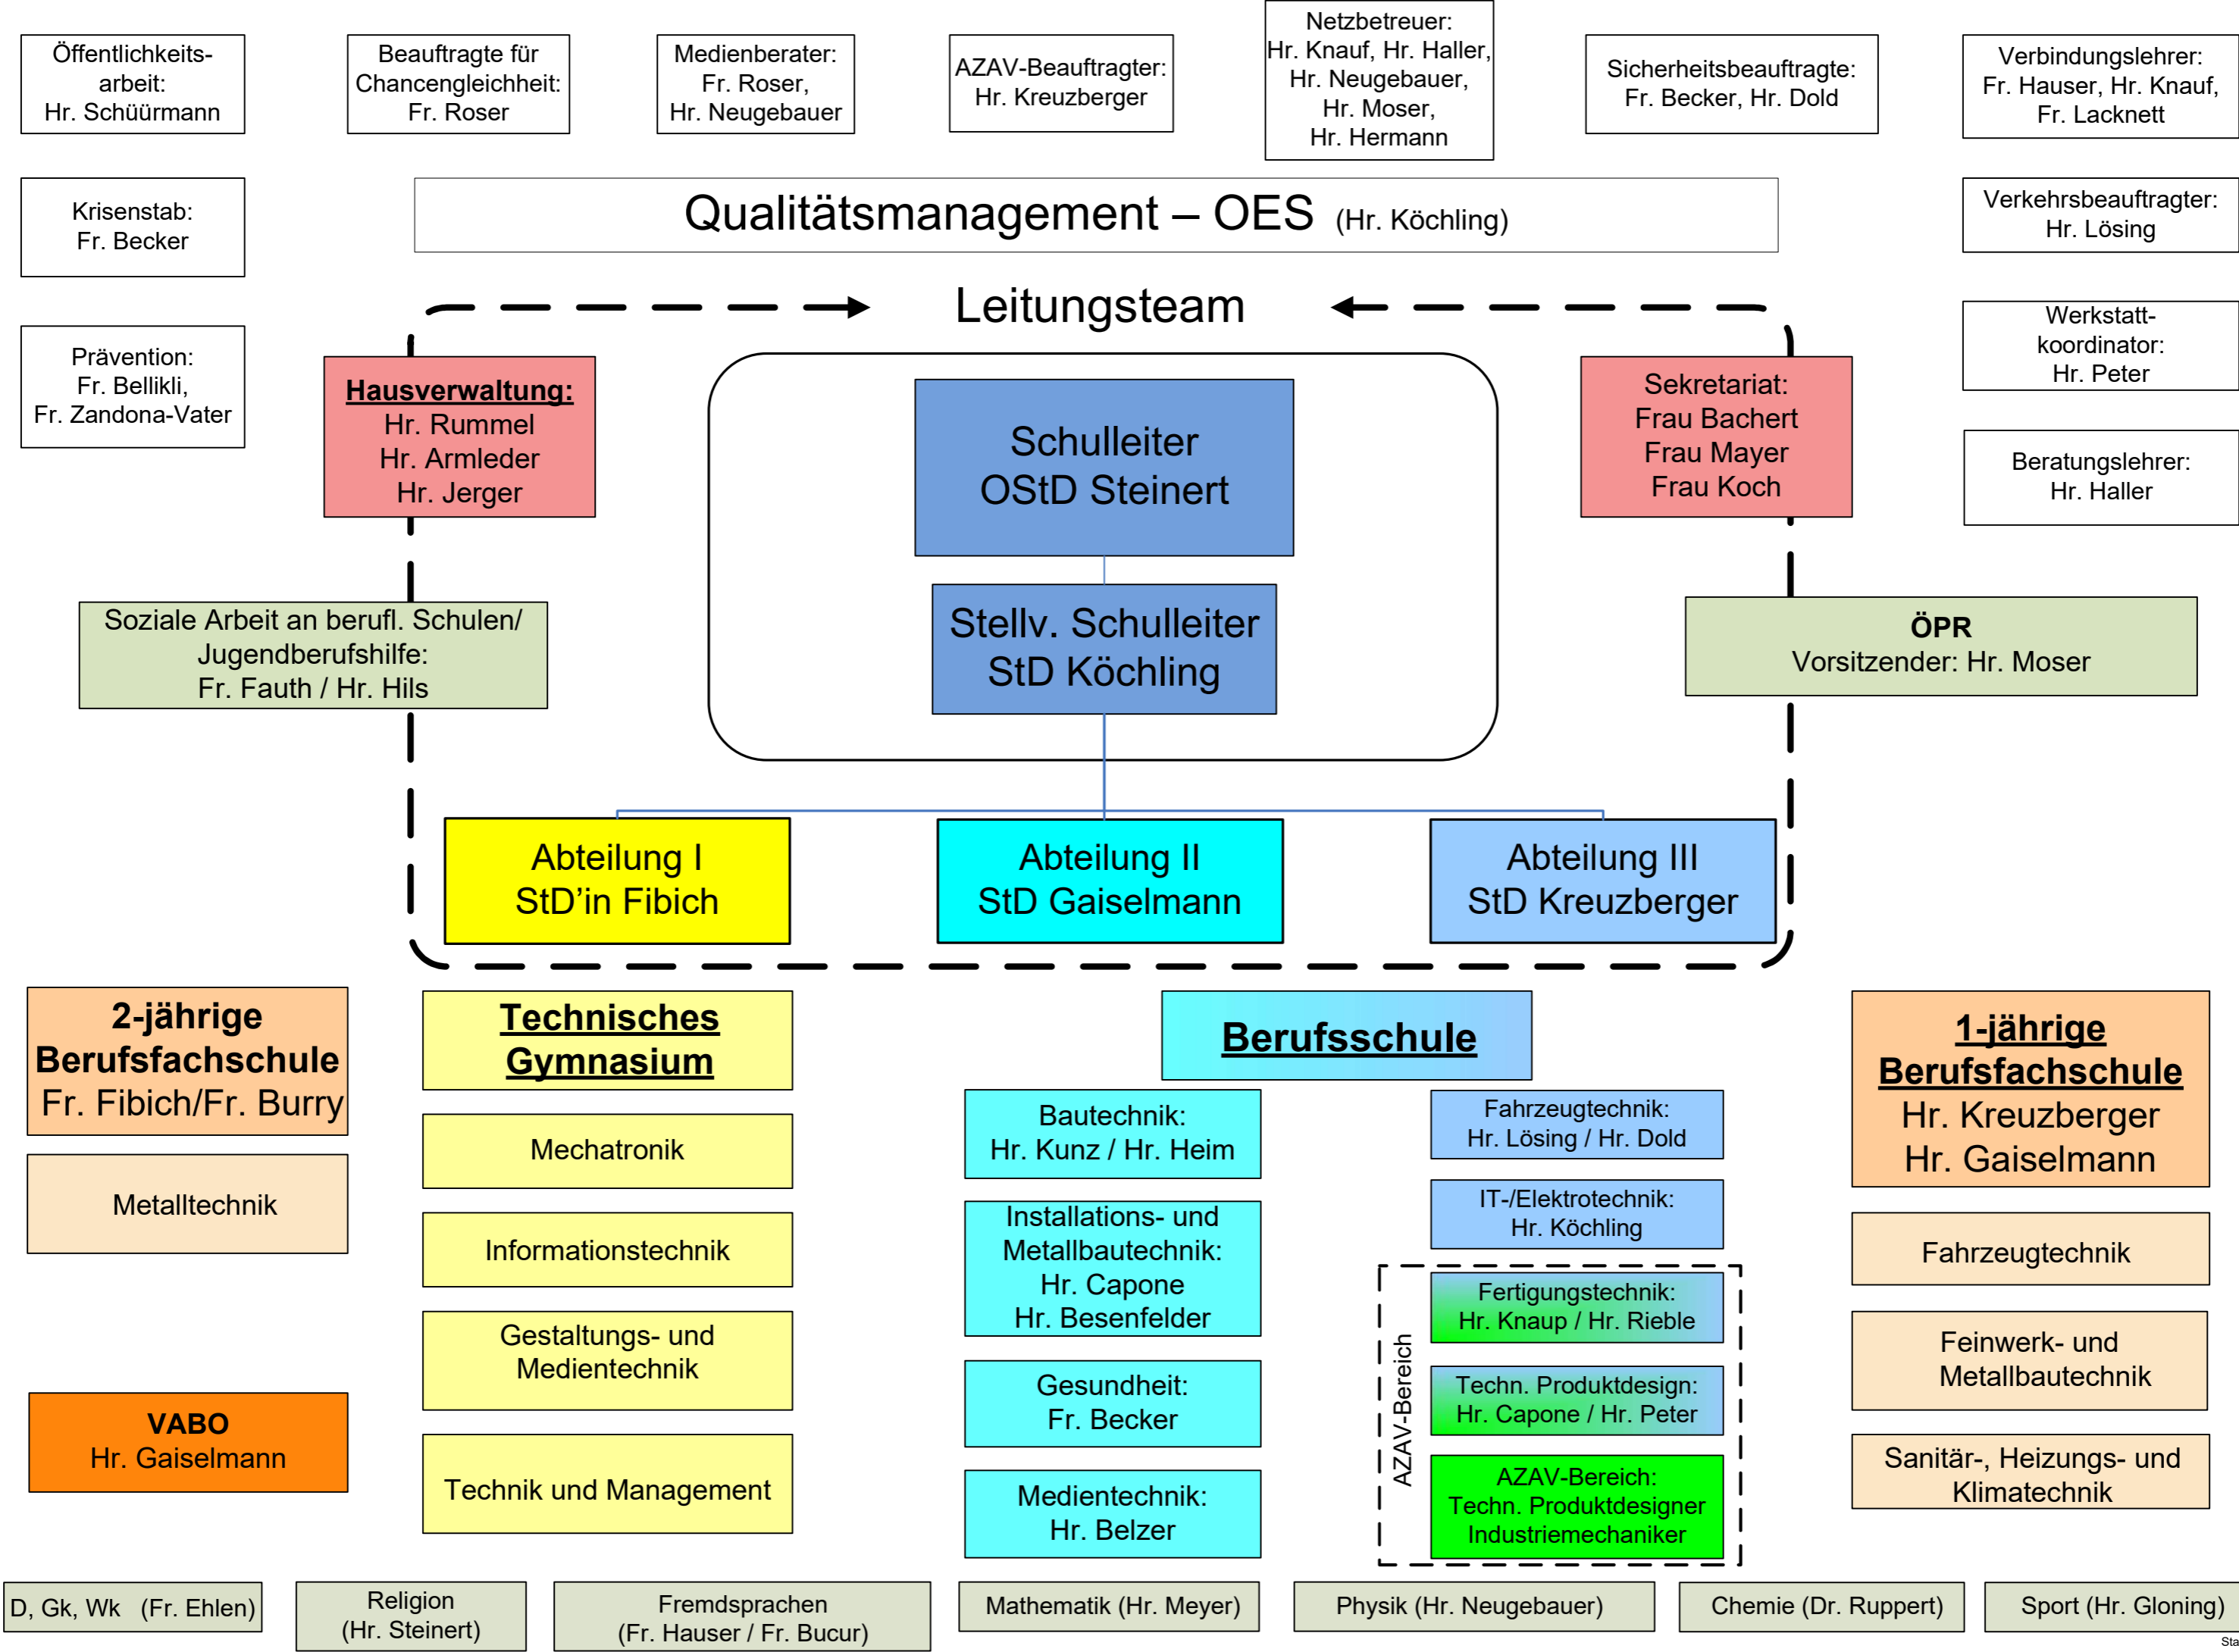 Öffentlichkeits-
arbeit:
Hr. Schüürmann
Beauftragte für
Chancengleichheit:
Fr. Roser
Medienberater:
Fr. Roser,
Hr. Neugebauer
AZAV-Beauftragter:
Hr. Kreuzberger
Netzbetreuer:
Hr. Knauf, Hr. Haller,
Hr. Neugebauer,
Hr. Moser,
Hr. Hermann
Sicherheitsbeauftragte:
Fr. Becker, Hr. Dold
Verbindungslehrer:
Fr. Hauser, Hr. Knauf,
Fr. Lacknett
Krisenstab:
Fr. Becker
Qualitätsmanagement – OES (Hr. Köchling)
Verkehrsbeauftragter:
Hr. Lösing
Leitungsteam
Prävention:
Fr. Bellikli,
Fr. Zandona-Vater
Hausverwaltung:
Hr. Rummel
Hr. Armleder
Hr. Jerger
Schulleiter
OStD Steinert
Sekretariat:
Frau Bachert
Frau Mayer
Frau Koch
Werkstatt-
koordinator:
Hr. Peter
Beratungslehrer:
Hr. Haller
Soziale Arbeit an berufl. Schulen/
Jugendberufshilfe:
Fr. Fauth / Hr. Hils
Stellv. Schulleiter
StD Köchling
ÖPR
Vorsitzender: Hr. Moser
Abteilung I
StD’in Fibich
Abteilung II
StD Gaiselmann
Abteilung III
StD Kreuzberger
2-jährige
Berufsfachschule
Fr. Fibich/Fr. Burry
Metalltechnik
VABO
Hr. Gaiselmann
Technisches
Gymnasium
Mechatronik
Informationstechnik
Gestaltungs- und
Medientechnik
Technik und Management
Berufsschule
Bautechnik:
Hr. Kunz / Hr. Heim
Installations- und
Metallbautechnik:
Hr. Capone
Hr. Besenfelder
Gesundheit:
Fr. Becker
Medientechnik:
Hr. Belzer
Fahrzeugtechnik:
Hr. Lösing / Hr. Dold
IT-/Elektrotechnik:
Hr. Köchling
AZAV-Bereich
Fertigungstechnik:
Hr. Knaup / Hr. Rieble
Techn. Produktdesign:
Hr. Capone / Hr. Peter
AZAV-Bereich:
Techn. Produktdesigner
Industriemechaniker
1-jährige
Berufsfachschule
Hr. Kreuzberger
Hr. Gaiselmann
Fahrzeugtechnik
Feinwerk- und
Metallbautechnik
Sanitär-, Heizungs- und
Klimatechnik
D, Gk, Wk (Fr. Ehlen)
Religion
(Hr. Steinert)
Fremdsprachen
(Fr. Hauser / Fr. Bucur)
Mathematik (Hr. Meyer)
Physik (Hr. Neugebauer)
Chemie (Dr. Ruppert)
Sport (Hr. Gloning)
Sta